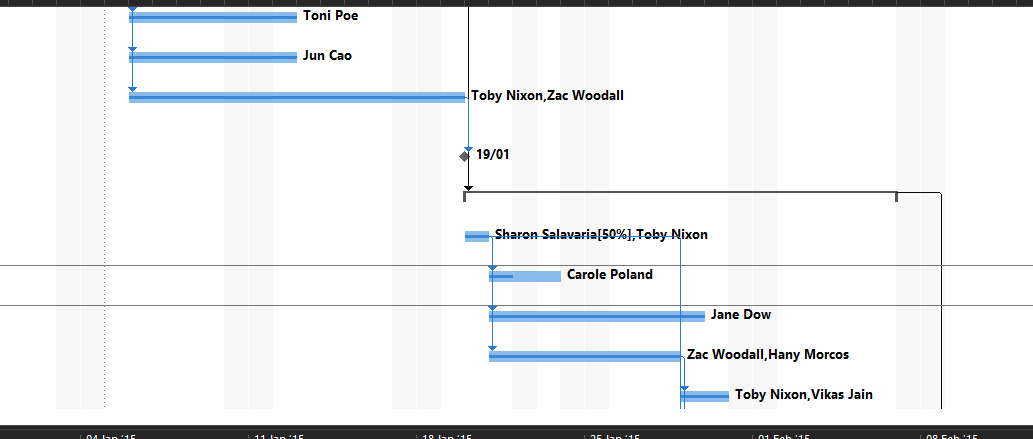 Toni Poe
Jun Cao
Toby Nixon,Zac Woodall
19/01
Sharon Salavaria[50%],Toby Nixon
Carole Poland
Jane Dow
Zac Woodall,Hany Morcos
Toby Nixon,Vikas Jain
04 Jan '15 11 Jan '15 18 Jan '15 25 Jan '15 01 Feb '15 08 Feb '15